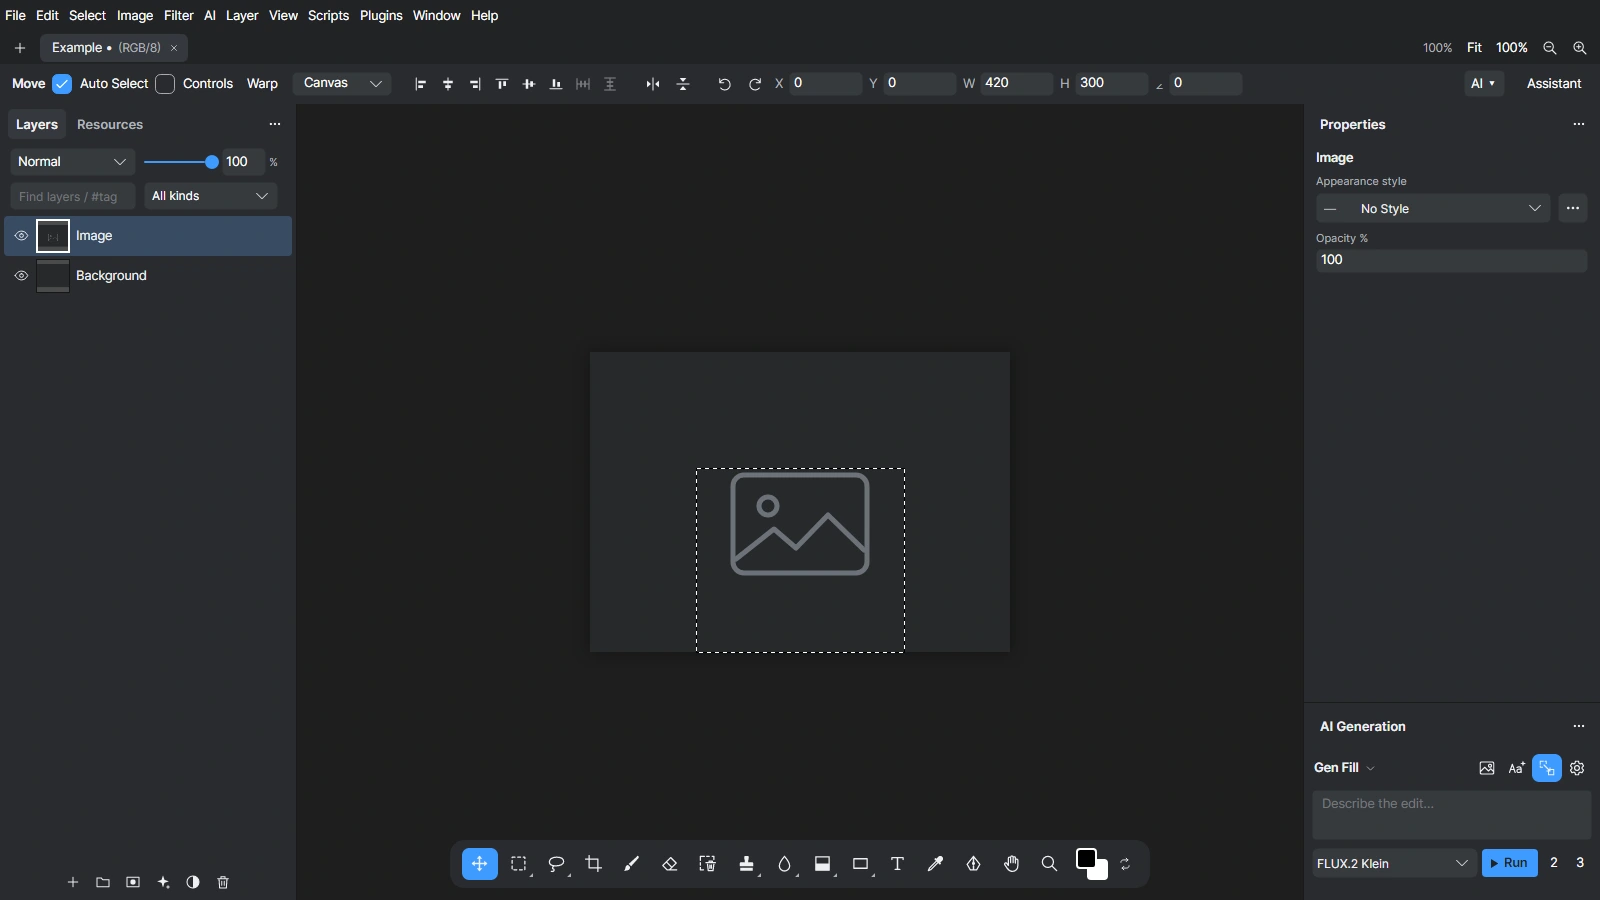 File Edit Select Image Filter AI Layer View Scripts Plugins Window Help
Example • (RGB/8)
100% Fit 100%
Move Auto Select Controls Warp Canvas X 0 Y 0 W 420 H 300 ∠ 0 AI Assistant
Layers Resources
Normal 100 %
Find layers / #tag All kinds
Image
Background
Properties
Image
Appearance style
— No Style
Opacity %
100
AI Generation
Gen Fill Aa+
Describe the edit...
FLUX.2 Klein Run 2 3
T